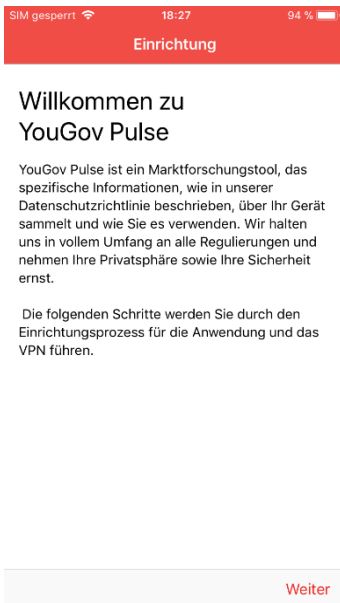 SIM gesperrt 18:27 94 %
Einrichtung
Willkommen zu
YouGov Pulse
YouGov Pulse ist ein Marktforschungstool, das
spezifische Informationen, wie in unserer
Datenschutzrichtlinie beschrieben, über Ihr Gerät
sammelt und wie Sie es verwenden. Wir halten
uns in vollem Umfang an alle Regulierungen und
nehmen Ihre Privatsphäre sowie Ihre Sicherheit
ernst.
Die folgenden Schritte werden Sie durch den
Einrichtungsprozess für die Anwendung und das
VPN führen.
Weiter